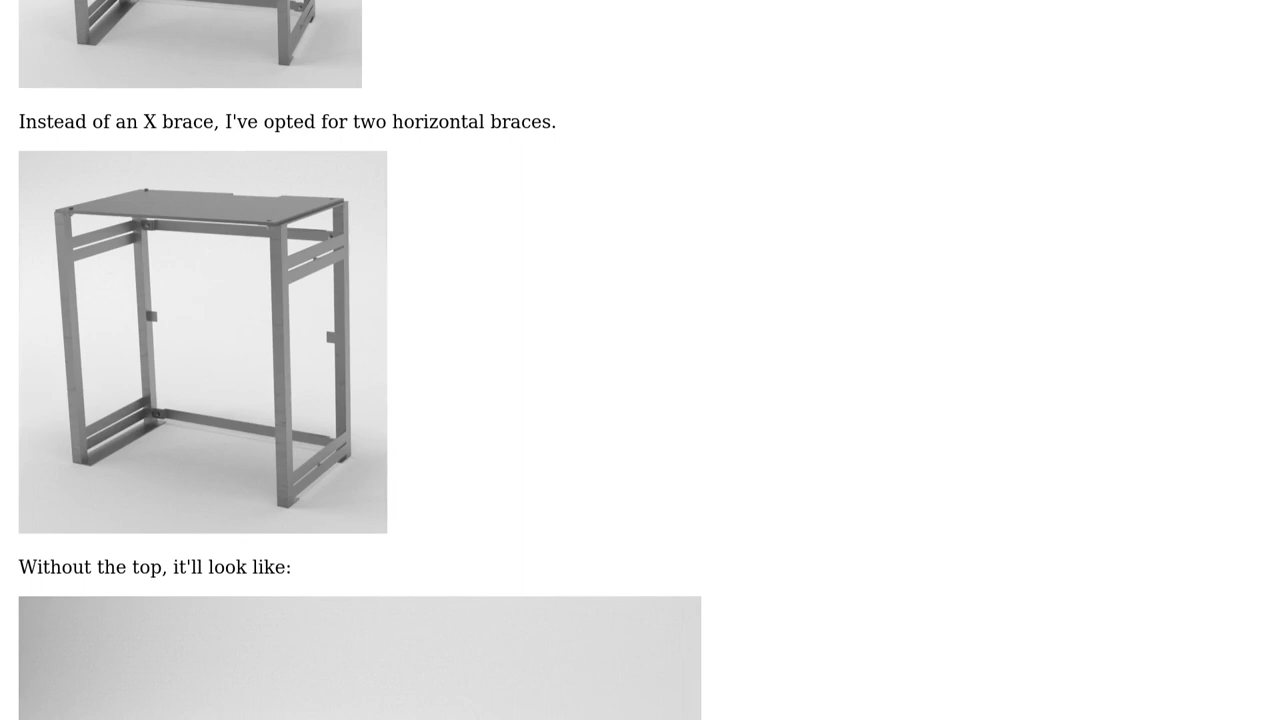 Instead of an X brace, I've opted for two horizontal braces.
Without the top, it'll look like: